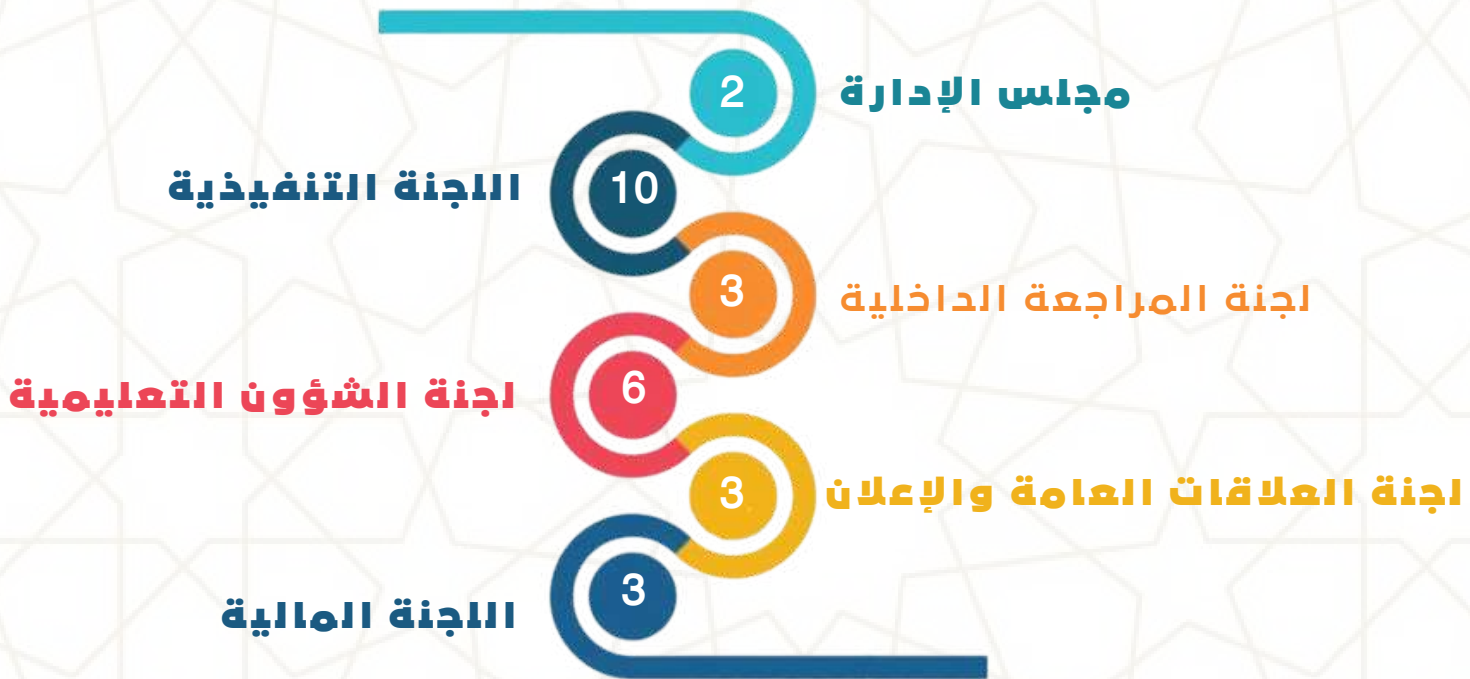 2 مجلس الإدارة
10 اللجنة التنفيذية
3 لجنة المراجعة الداخلية
6 لجنة الشؤون التعليمية
3 لجنة العلاقات العامة والإعلان
3 اللجنة المالية